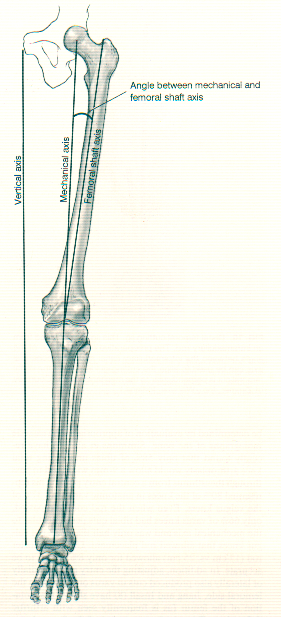 Angle between mechanical and
femoral shaft axis
Vertical axis
Mechanical axis
Femoral shaft axis